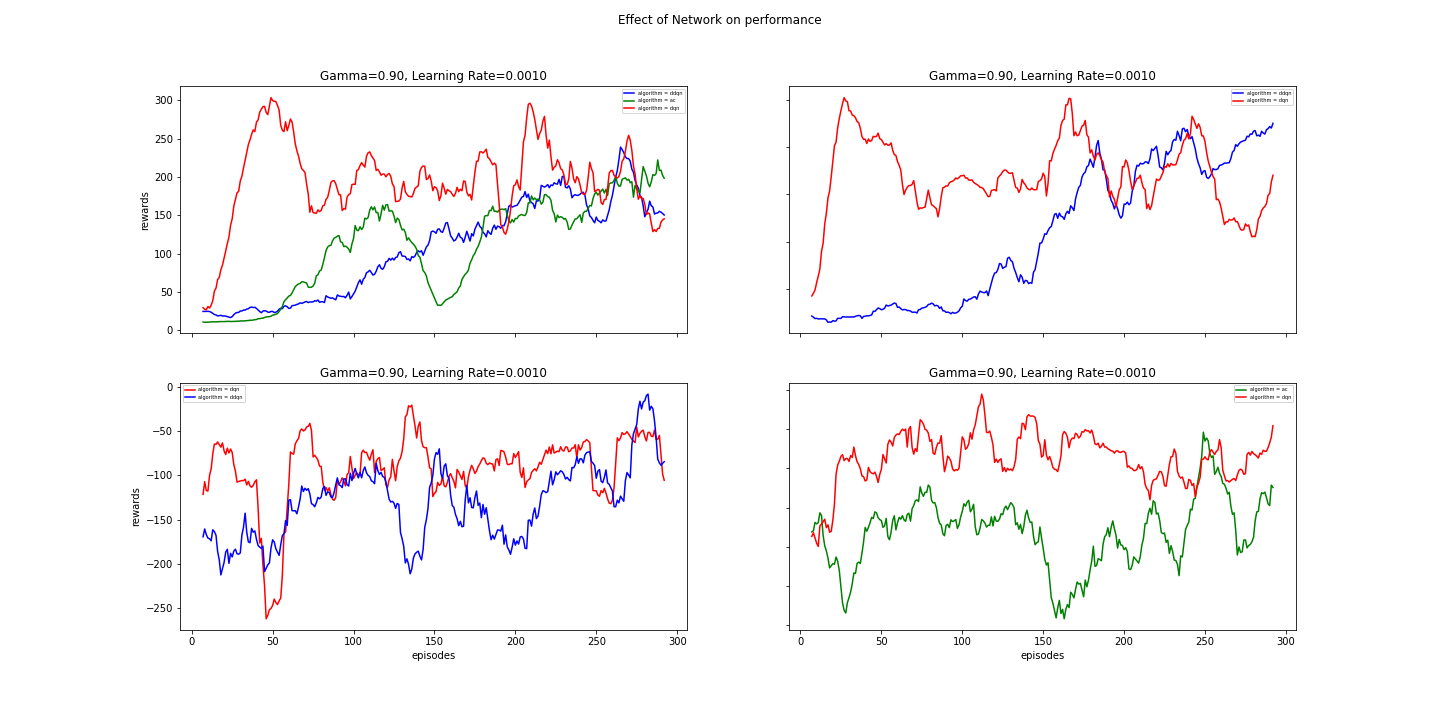 Effect of Network on performance
Gamma=0.90, Learning Rate=0.0010
algorithm = ddqn
algorithm = ac
algorithm = dqn
300
250
200
150
100
50
0
rewards
Gamma=0.90, Learning Rate=0.0010
algorithm = ddqn
algorithm = dqn
Gamma=0.90, Learning Rate=0.0010
algorithm = dqn
algorithm = ddqn
0
−50
−100
−150
−200
−250
rewards
0 50 100 150 200 250 300
episodes
Gamma=0.90, Learning Rate=0.0010
algorithm = ac
algorithm = dqn
0 50 100 150 200 250 300
episodes